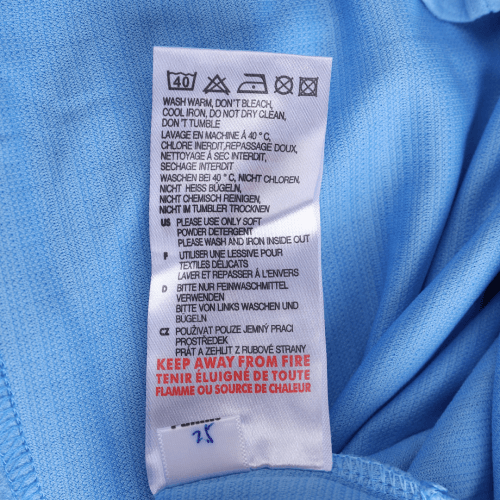 40
WASH WARM, DON'T BLEACH,
COOL IRON, DO NOT DRY CLEAN,
DON'T TUMBLE
LAVAGE EN MACHINE Á 40 °C,
CHLORE INERDIT,REPASSAGE DOUX,
NETTOYAGE À SEC INTERDIT,
SECHAGE INTERDIT
WASCHEN BEI 40 °C, NICHT CHLOREN,
NICHT HEISS BÜGELN,
NICHT CHEMISCH REINIGEN,
NICHT IM TUMBLER TROCKNEN
US PLEASE USE ONLY SOFT
POWDER DETERGENT
PLEASE WASH AND IRON INSIDE OUT
F UTILISER UNE LESSIVE POUR
TEXTILES DÉLICATS
LAVER ET REPASSER À L'ENVERS
D BITTE NUR FEINWASCHMITTEL
VERWENDEN
BITTE VON LINKS WASCHEN UND
BÜGELN
CZ POUŽIVAT POUZE JEMNÝ PRACI
PROSTŘEDEK
PRÁT A ZEHLIT Z RUBOVÉ STRANY
KEEP AWAY FROM FIRE
TENIR ÉLUIGNÉ DE TOUTE
FLAMME OU SOURCE DE CHALEUR